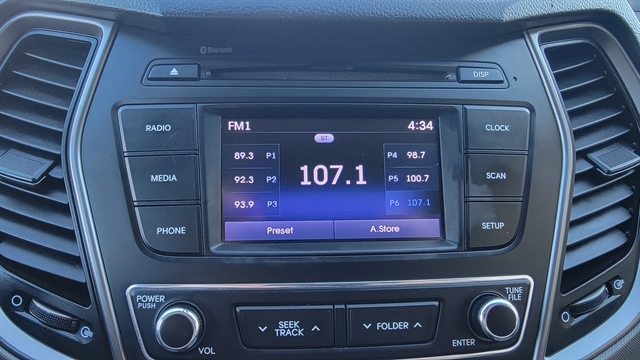 Bluetooth
DISP
RADIO
MEDIA
PHONE
FM1 4:34
ST
89.3 P1
92.3 P2
93.9 P3
107.1
P4 98.7
P5 100.7
P6 107.1
Preset
A.Store
CLOCK
SCAN
SETUP
POWER
PUSH
VOL
SEEK
TRACK
FOLDER
TUNE
FILE
ENTER